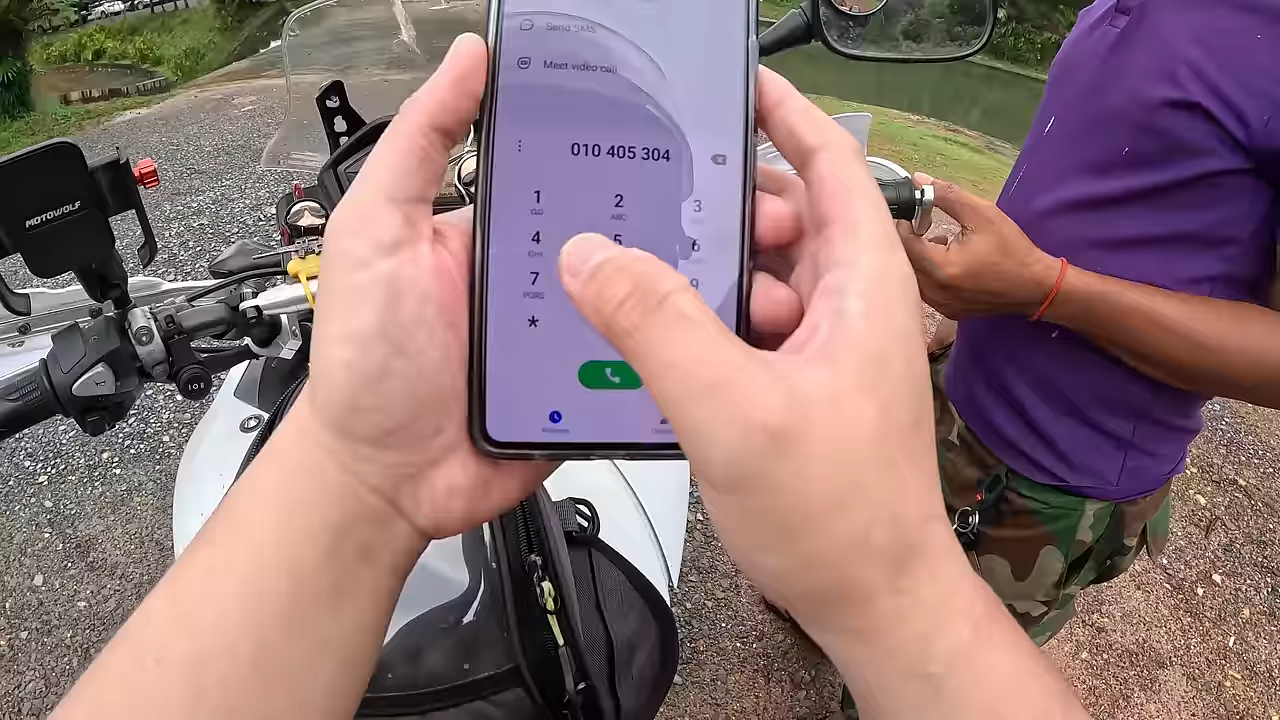 Send SMS
Meet video call
010 405 304
1 2 3
ABC
4 5 6
GHI
7 9
PQRS
*
MOTOWOLF